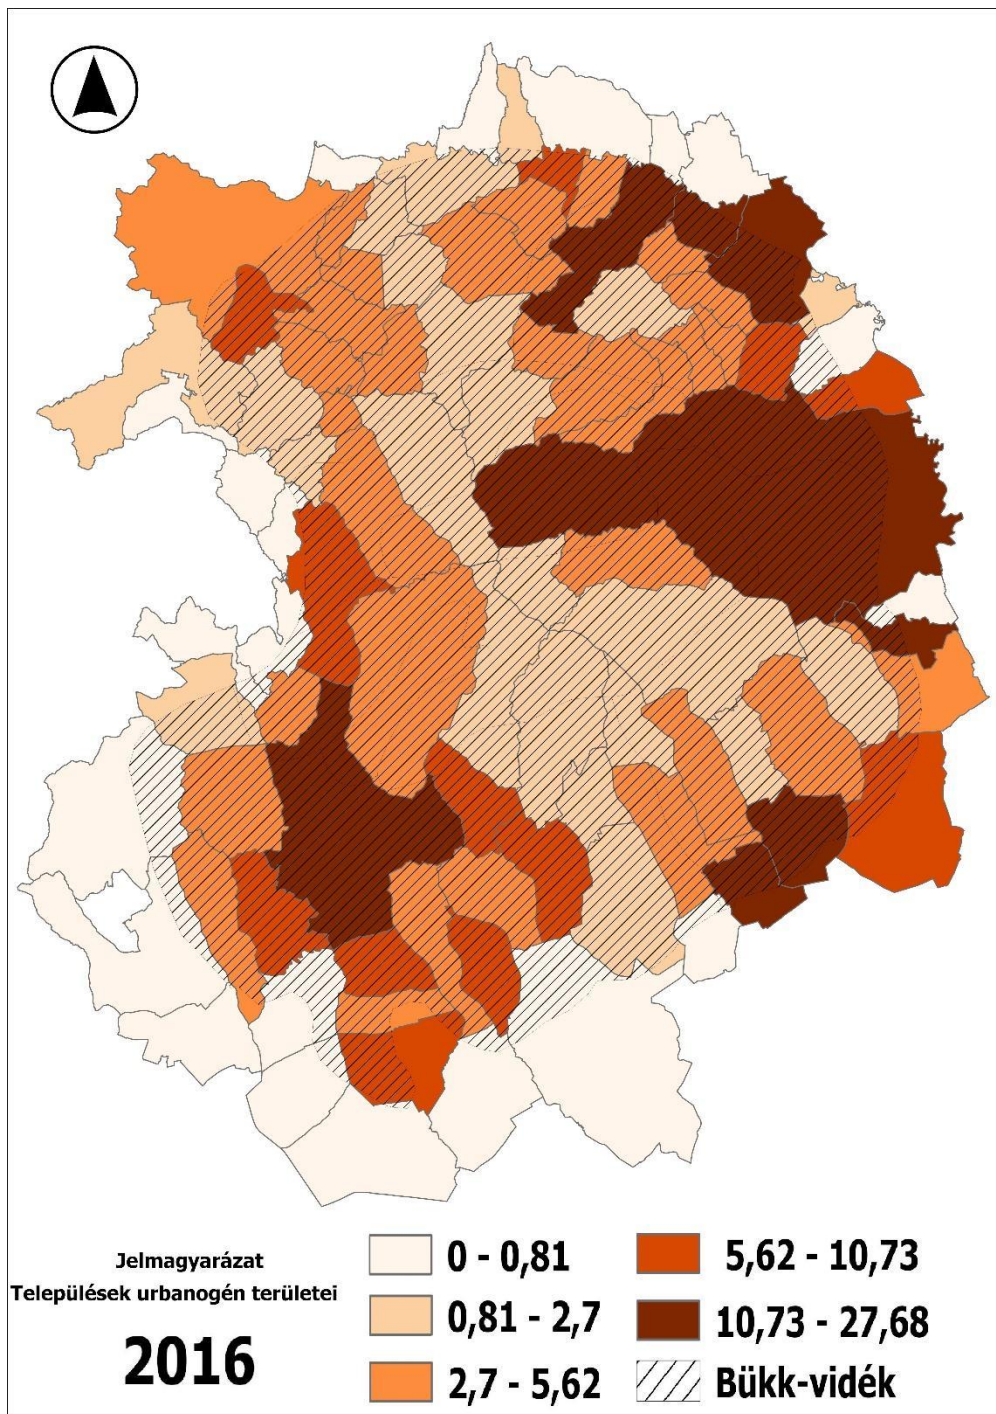 Jelmagyarázat
Települések urbanogén területei
2016
0 - 0,81
0,81 - 2,7
2,7 - 5,62
5,62 - 10,73
10,73 - 27,68
Bükk-vidék